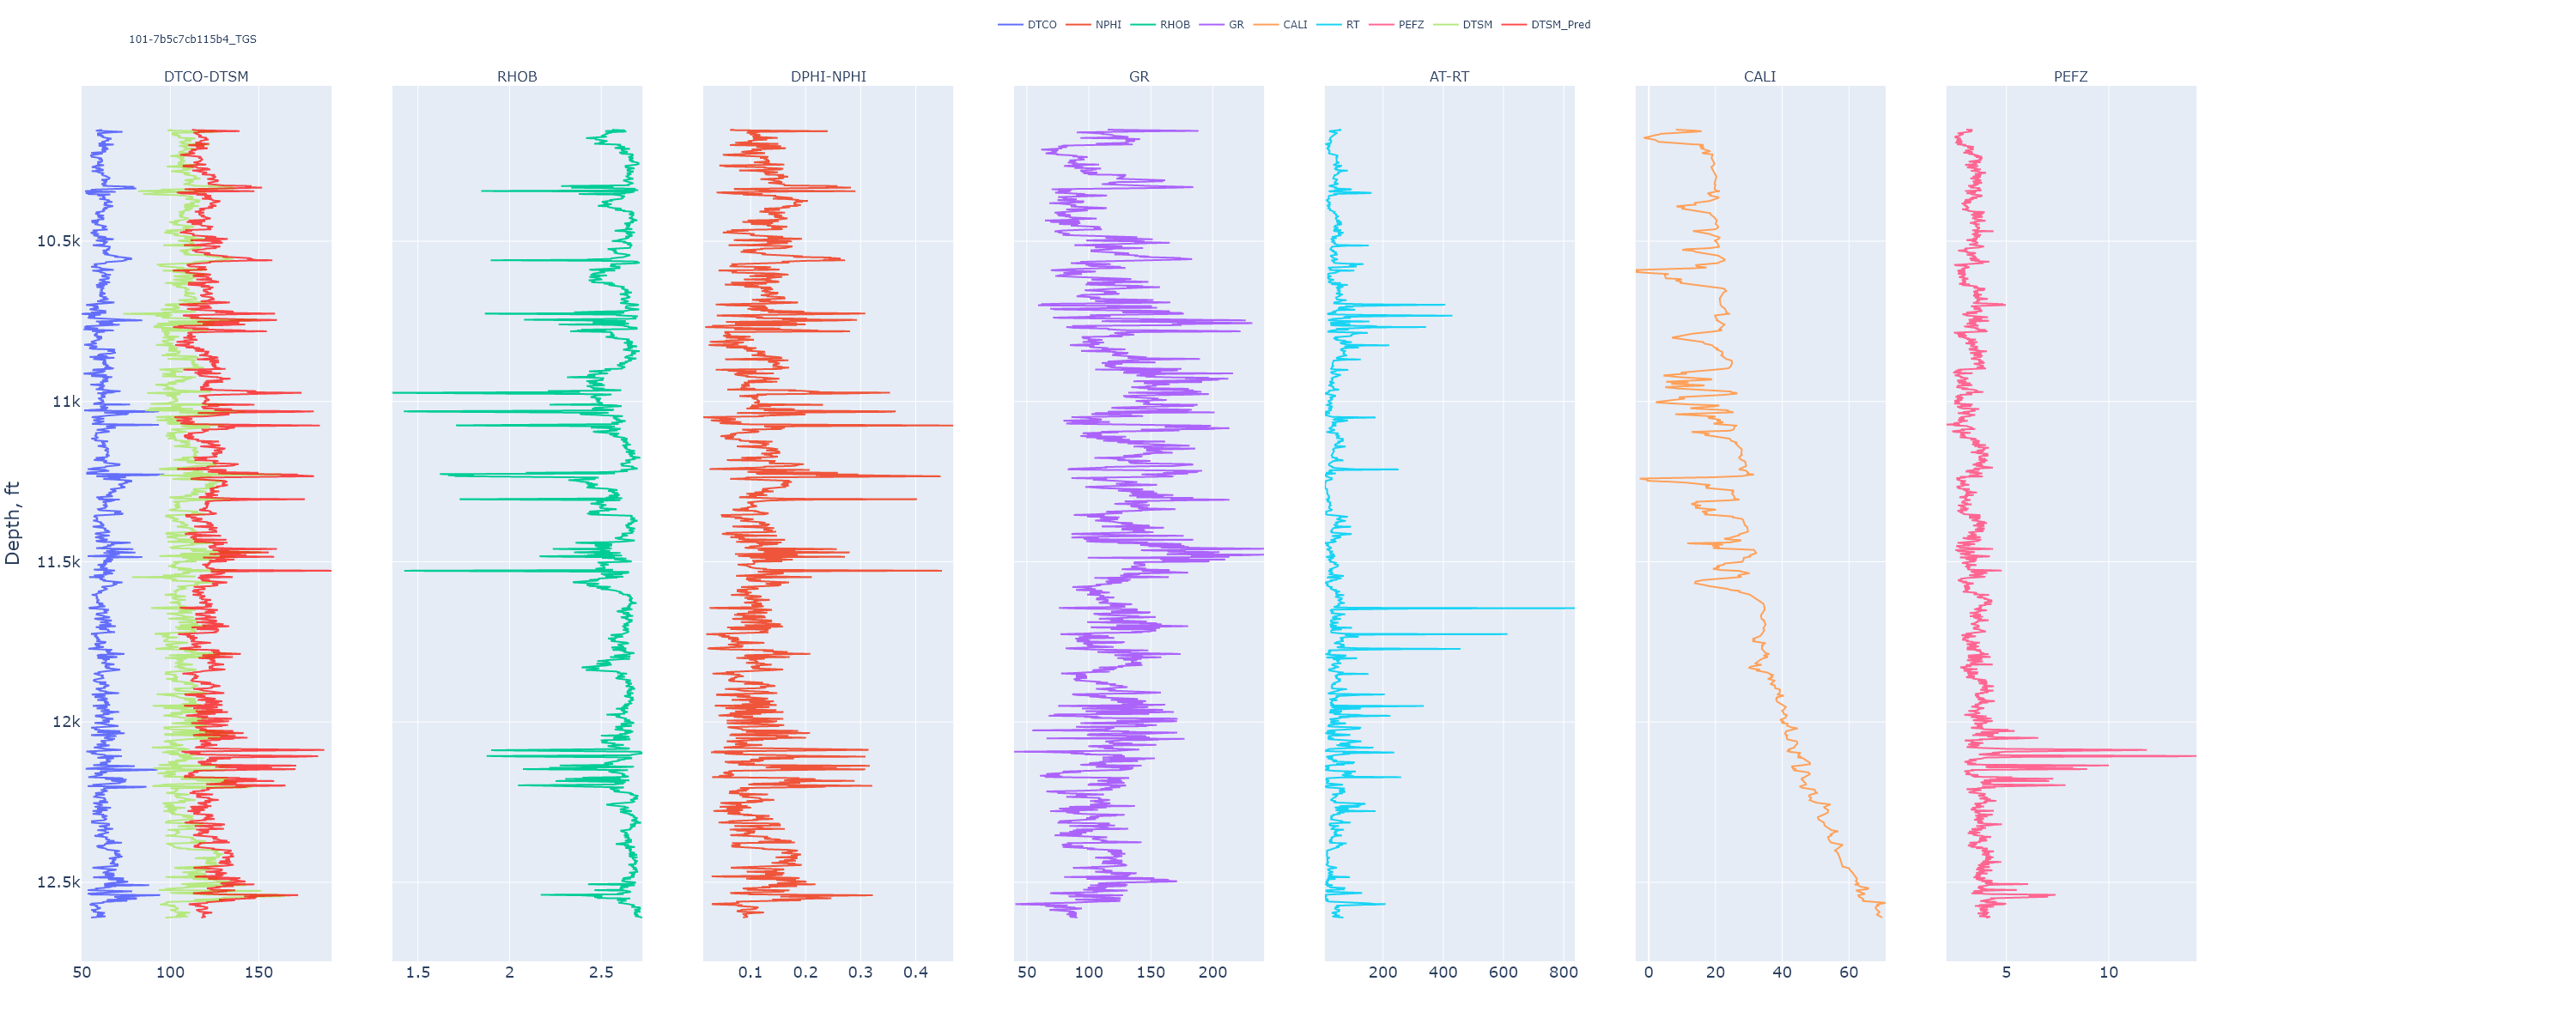 DTCO NPHI RHOB GR CALI RT PEFZ DTSM DTSM_Pred
101-7b5c7cb115b4_TGS
DTCO-DTSM RHOB DPHI-NPHI GR AT-RT CALI PEFZ
Depth, ft
10.5k
11k
11.5k
12k
12.5k
50 100 150 1.5 2 2.5 0.1 0.2 0.3 0.4 50 100 150 200 200 400 600 800 0 20 40 60 5 10